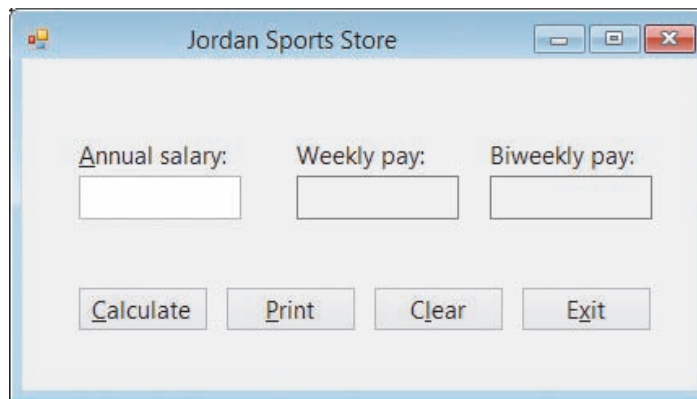 Jordan Sports Store
Annual salary: Weekly pay: Biweekly pay:
Calculate Print Clear Exit